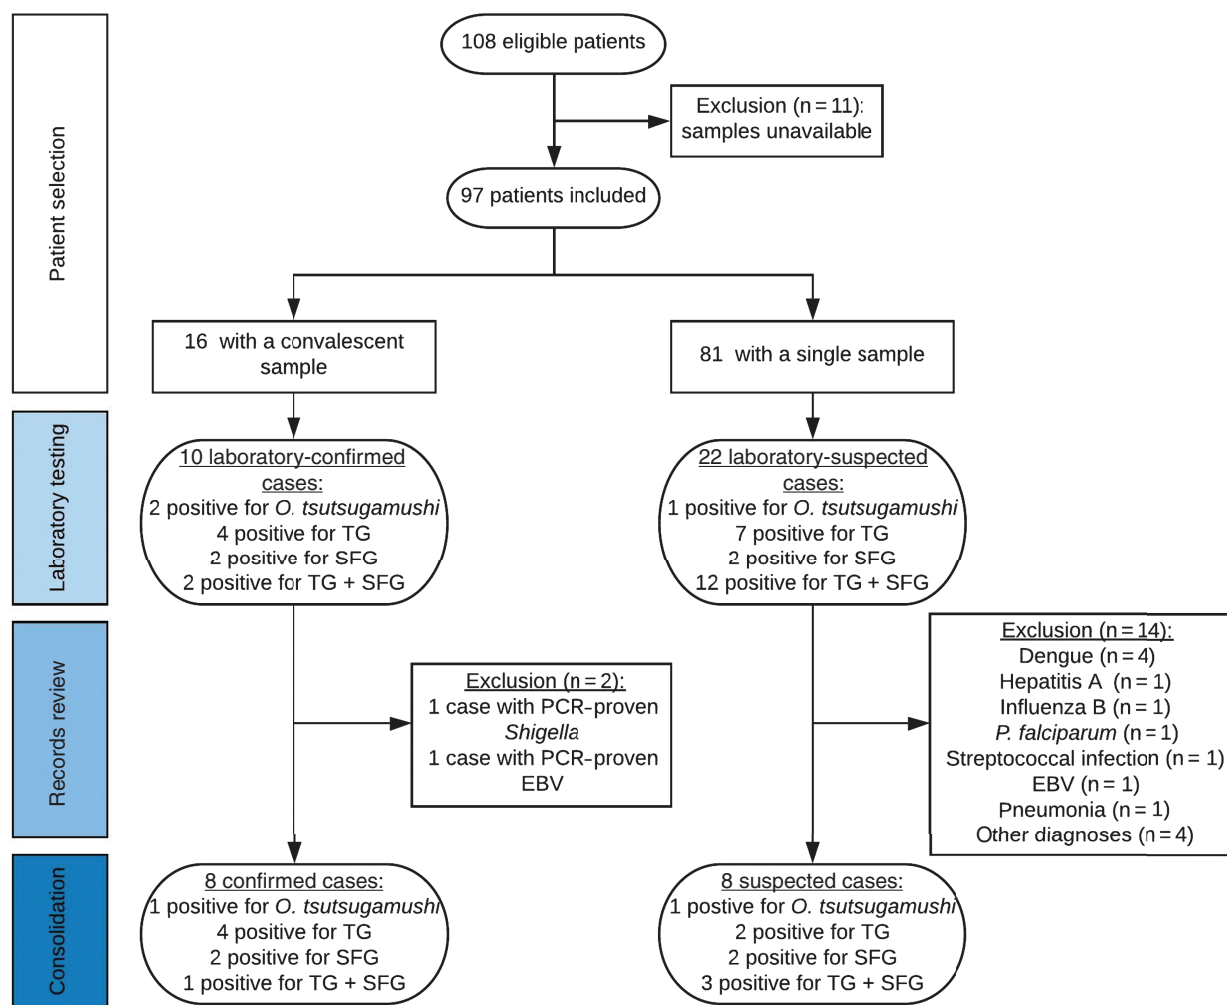 108 eligible patients
Exclusion (n = 11):
samples unavailable
97 patients included
Patient selection
16 with a convalescent
sample
81 with a single sample
Laboratory testing
10 laboratory-confirmed
cases:
2 positive for O. tsutsugamushi
4 positive for TG
2 positive for SFG
2 positive for TG + SFG
22 laboratory-suspected
cases:
1 positive for O. tsutsugamushi
7 positive for TG
2 positive for SFG
12 positive for TG + SFG
Records review
Exclusion (n = 2):
1 case with PCR-proven
Shigella
1 case with PCR-proven
EBV
Exclusion (n = 14):
Dengue (n = 4)
Hepatitis A (n = 1)
Influenza B (n = 1)
P. falciparum (n = 1)
Streptococcal infection (n = 1)
EBV (n = 1)
Pneumonia (n = 1)
Other diagnoses (n = 4)
Consolidation
8 confirmed cases:
1 positive for O. tsutsugamushi
4 positive for TG
2 positive for SFG
1 positive for TG + SFG
8 suspected cases:
1 postive for O. tsutsugamushi
2 positive for TG
2 positive for SFG
3 positive for TG + SFG